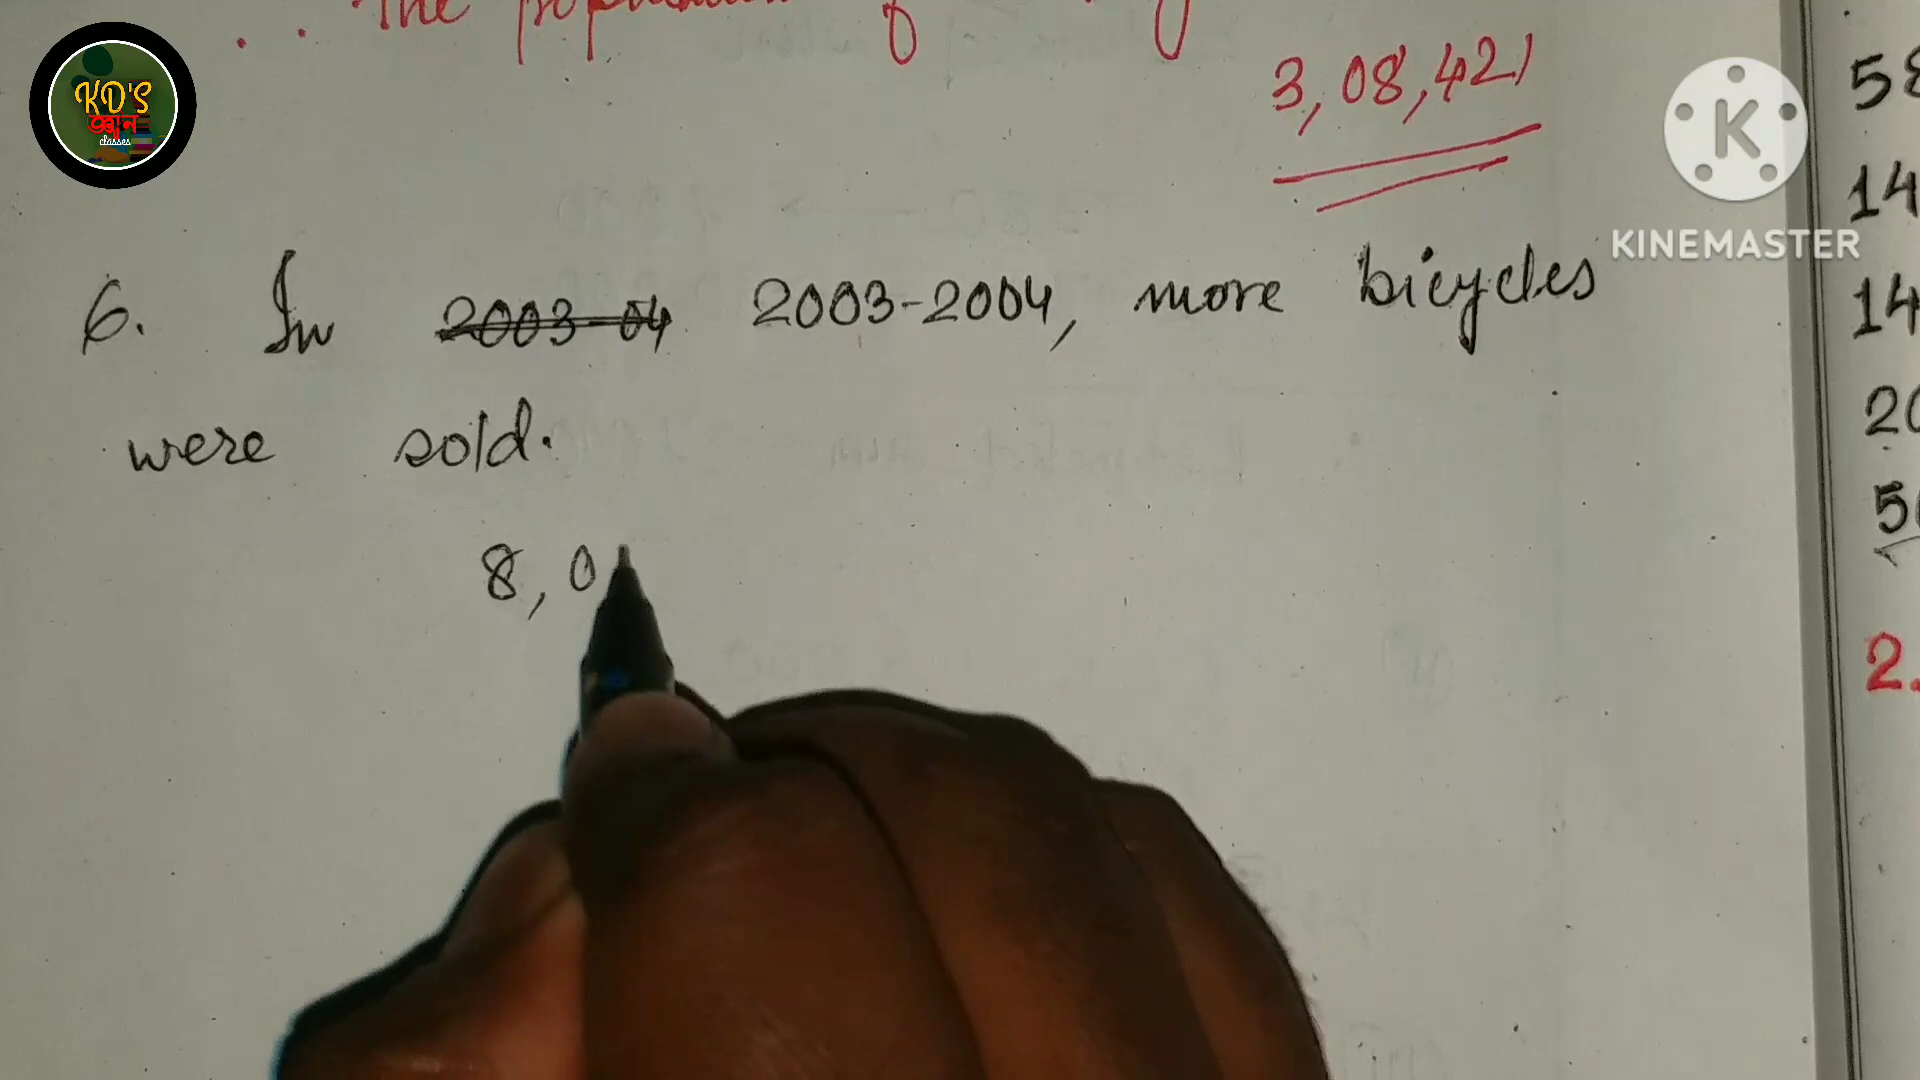 The
3,08,421
KD'S
ज्ञान
classes
KINEMASTER
6. In 2003-04 2003-2004, more bicycles
were sold.
8, 0
58
14
14
20
2.